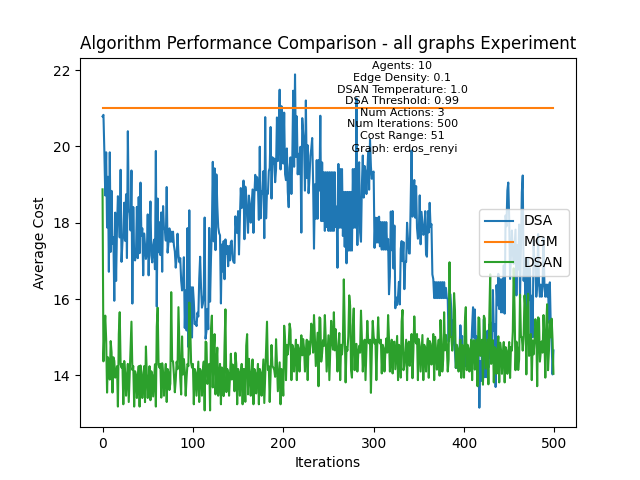 Algorithm Performance Comparison - all graphs Experiment
Agents: 10
Edge Density: 0.1
DSAN Temperature: 1.0
DSA Threshold: 0.99
Num Actions: 3
Num Iterations: 500
Cost Range: 51
Graph: erdos_renyi
Average Cost
22
20
18
16
14
DSA
MGM
DSAN
0
100
200
300
400
500
Iterations